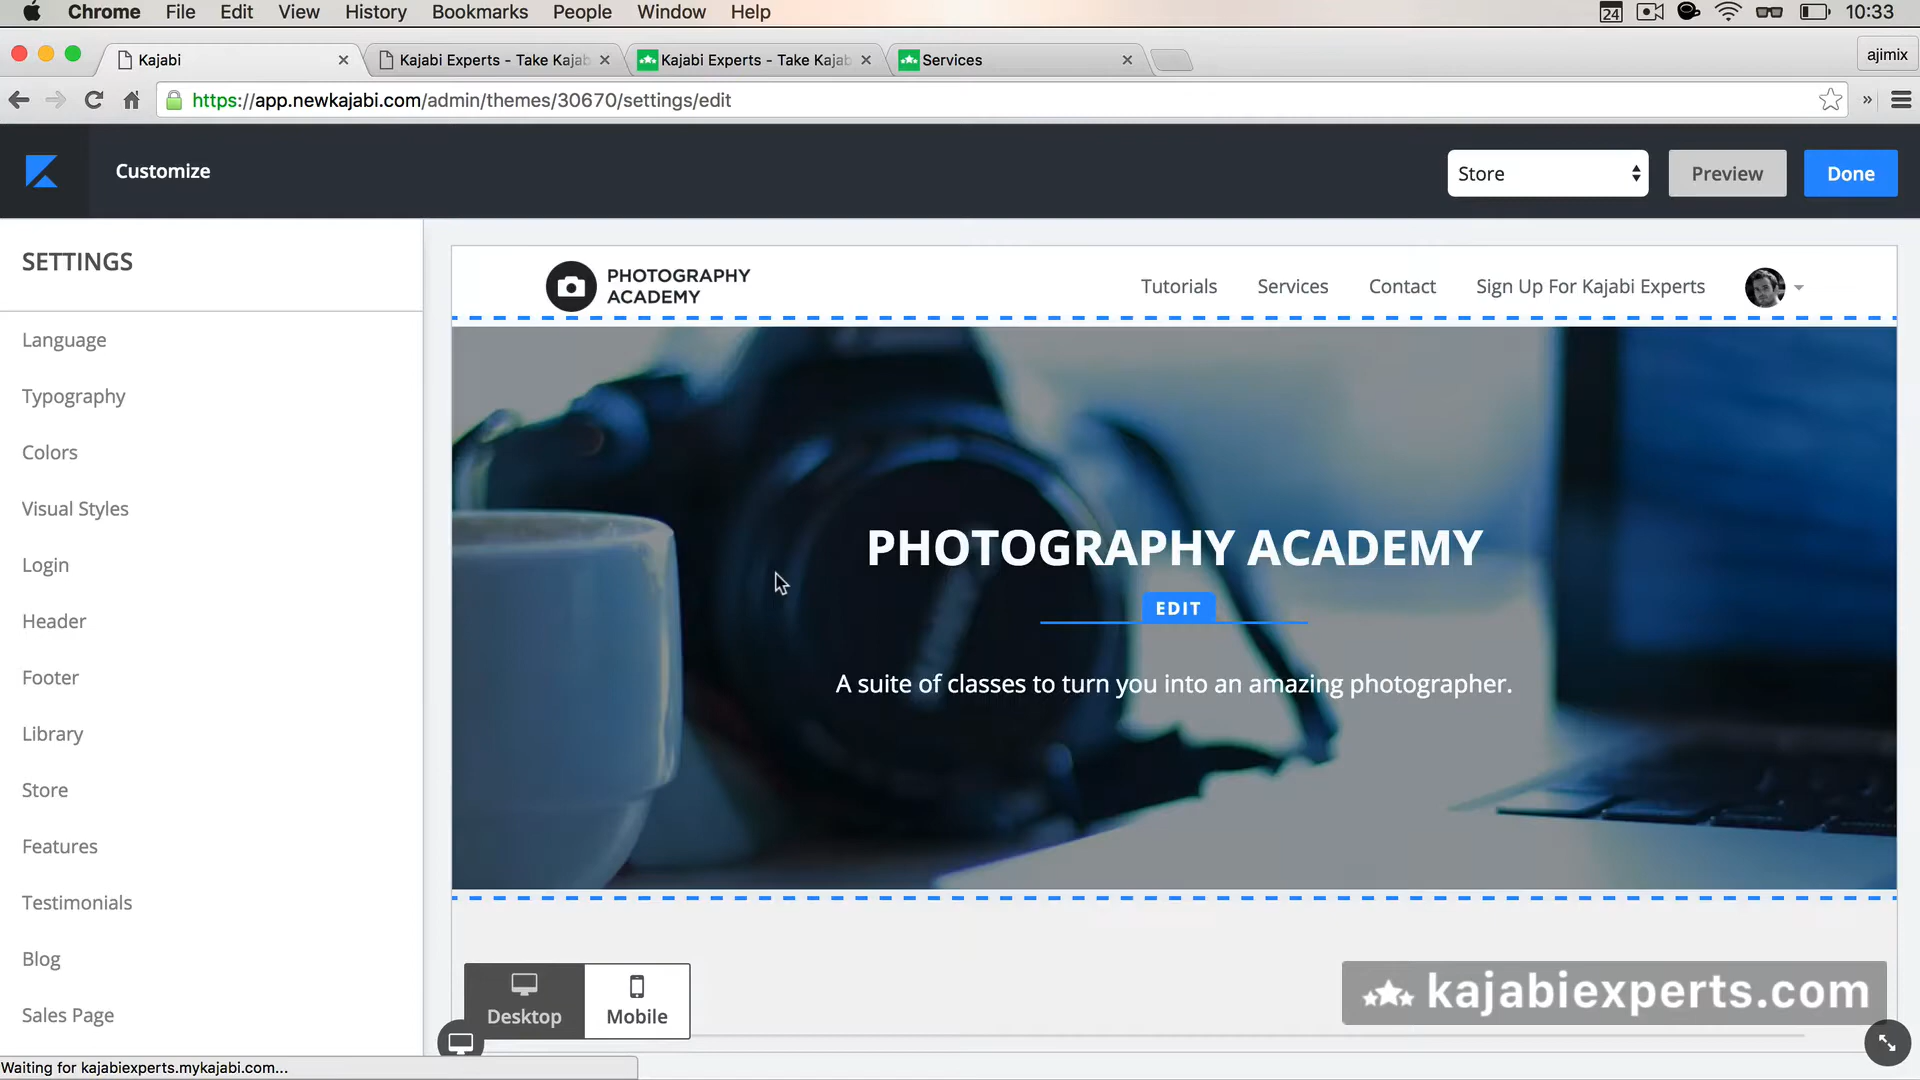 Chrome File Edit View History Bookmarks People Window Help 24 10:33
Kajabi Kajabi Experts - Take Kajab Kajabi Experts - Take Kajab Services ajimix
https://app.newkajabi.com/admin/themes/30670/settings/edit »
Customize Store Preview Done
SETTINGS
Language
Typography
Colors
Visual Styles
Login
Header
Footer
Library
Store
Features
Testimonials
Blog
Sales Page
PHOTOGRAPHY
ACADEMY
Tutorials Services Contact Sign Up For Kajabi Experts
PHOTOGRAPHY ACADEMY
EDIT
A suite of classes to turn you into an amazing photographer.
Desktop Mobile
kajabiexperts.com
Waiting for kajabiexperts.mykajabi.com...